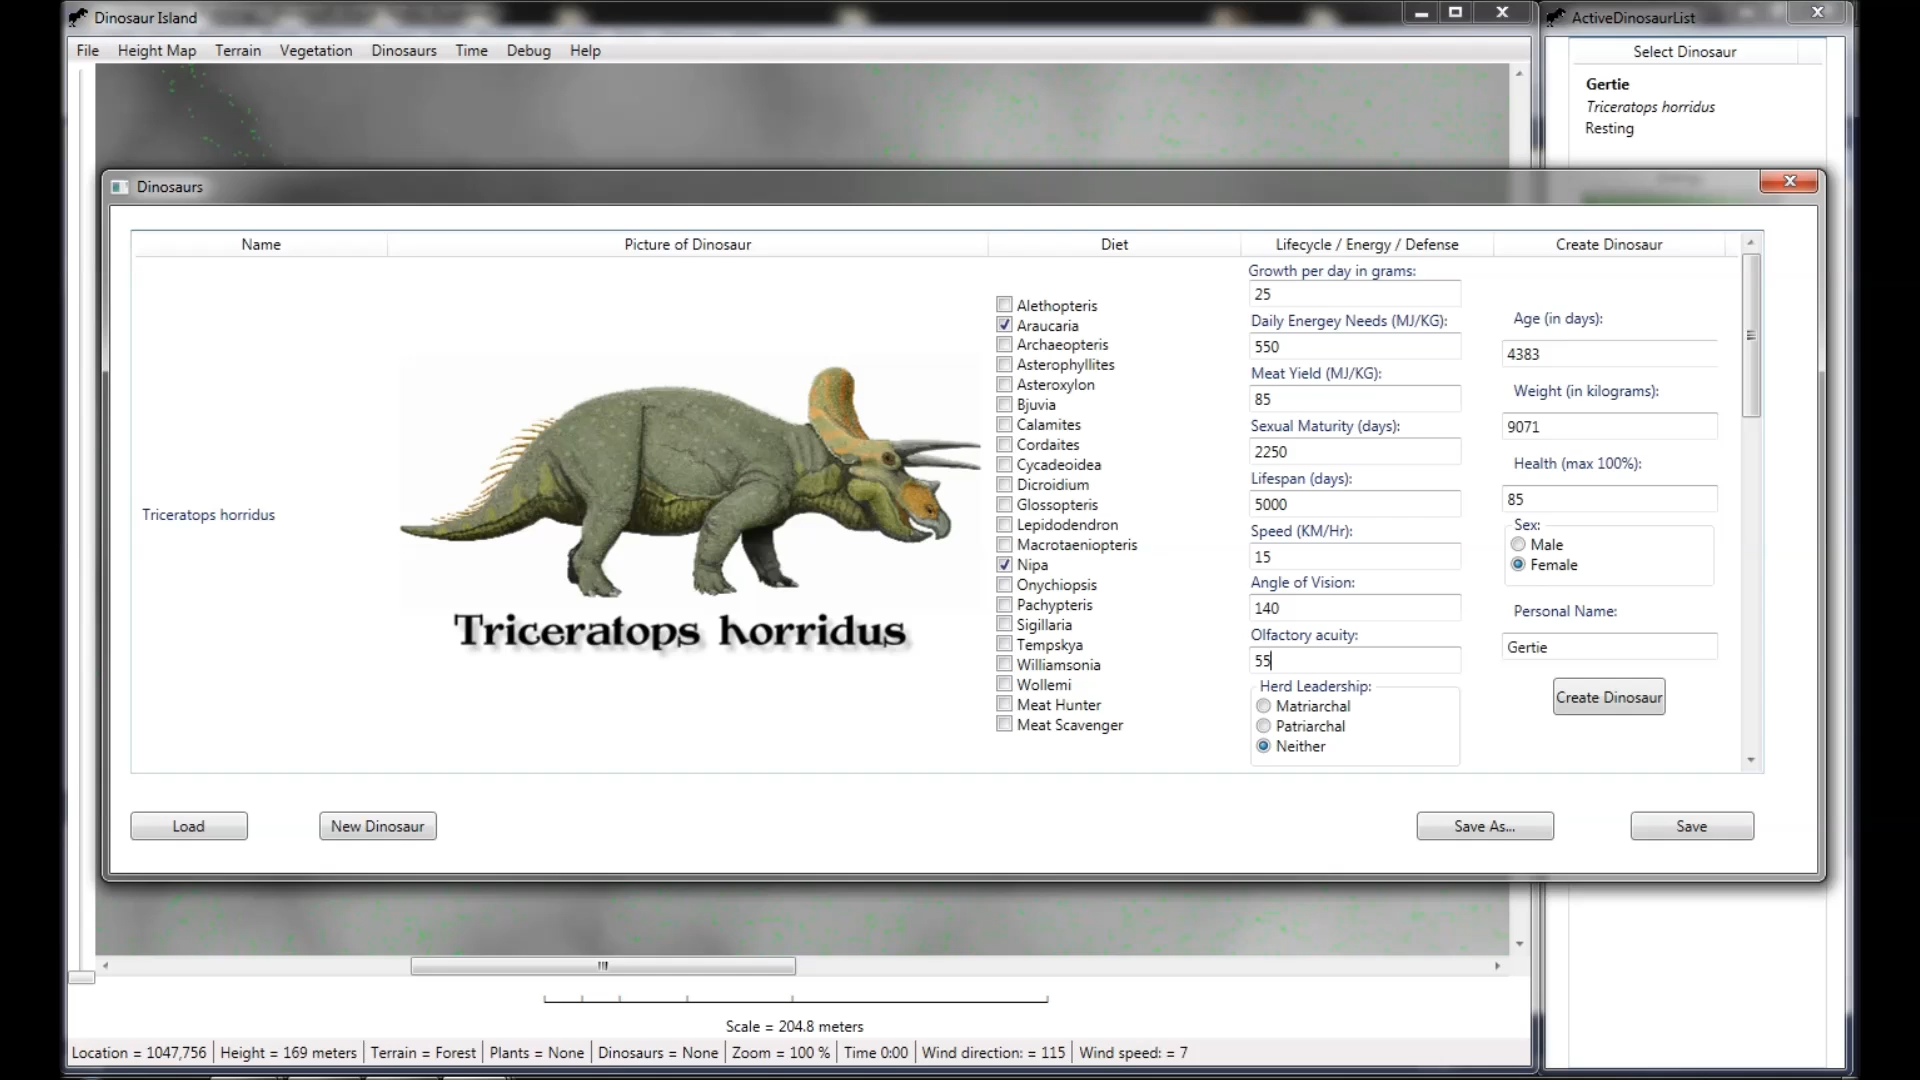 Dinosaur Island
ActiveDinosaurList
File Height Map Terrain Vegetation Dinosaurs Time Debug Help
Select Dinosaur
Gertie
Triceratops horridus
Resting
Dinosaurs
Name Picture of Dinosaur Diet Lifecycle / Energy / Defense Create Dinosaur
Triceratops horridus
Triceratops horridus
Alethopteris
Araucaria
Archaeopteris
Asterophyllites
Asteroxylon
Bjuvia
Calamites
Cordaites
Cycadeoidea
Dicroidium
Glossopteris
Lepidodendron
Macrotaeniopteris
Nipa
Onychiopsis
Pachypteris
Sigillaria
Tempskya
Williamsonia
Wollemi
Meat Hunter
Meat Scavenger
Growth per day in grams:
25
Daily Energey Needs (MJ/KG):
550
Meat Yield (MJ/KG):
85
Sexual Maturity (days):
2250
Lifespan (days):
5000
Speed (KM/Hr):
15
Angle of Vision:
140
Olfactory acuity:
55
Herd Leadership:
Matriarchal
Patriarchal
Neither
Age (in days):
4383
Weight (in kilograms):
9071
Health (max 100%):
85
Sex:
Male
Female
Personal Name:
Gertie
Create Dinosaur
Load New Dinosaur Save As... Save
Scale = 204.8 meters
Location = 1047,756 Height = 169 meters Terrain = Forest Plants = None Dinosaurs = None Zoom = 100 % Time 0:00 Wind direction: = 115 Wind speed: = 7